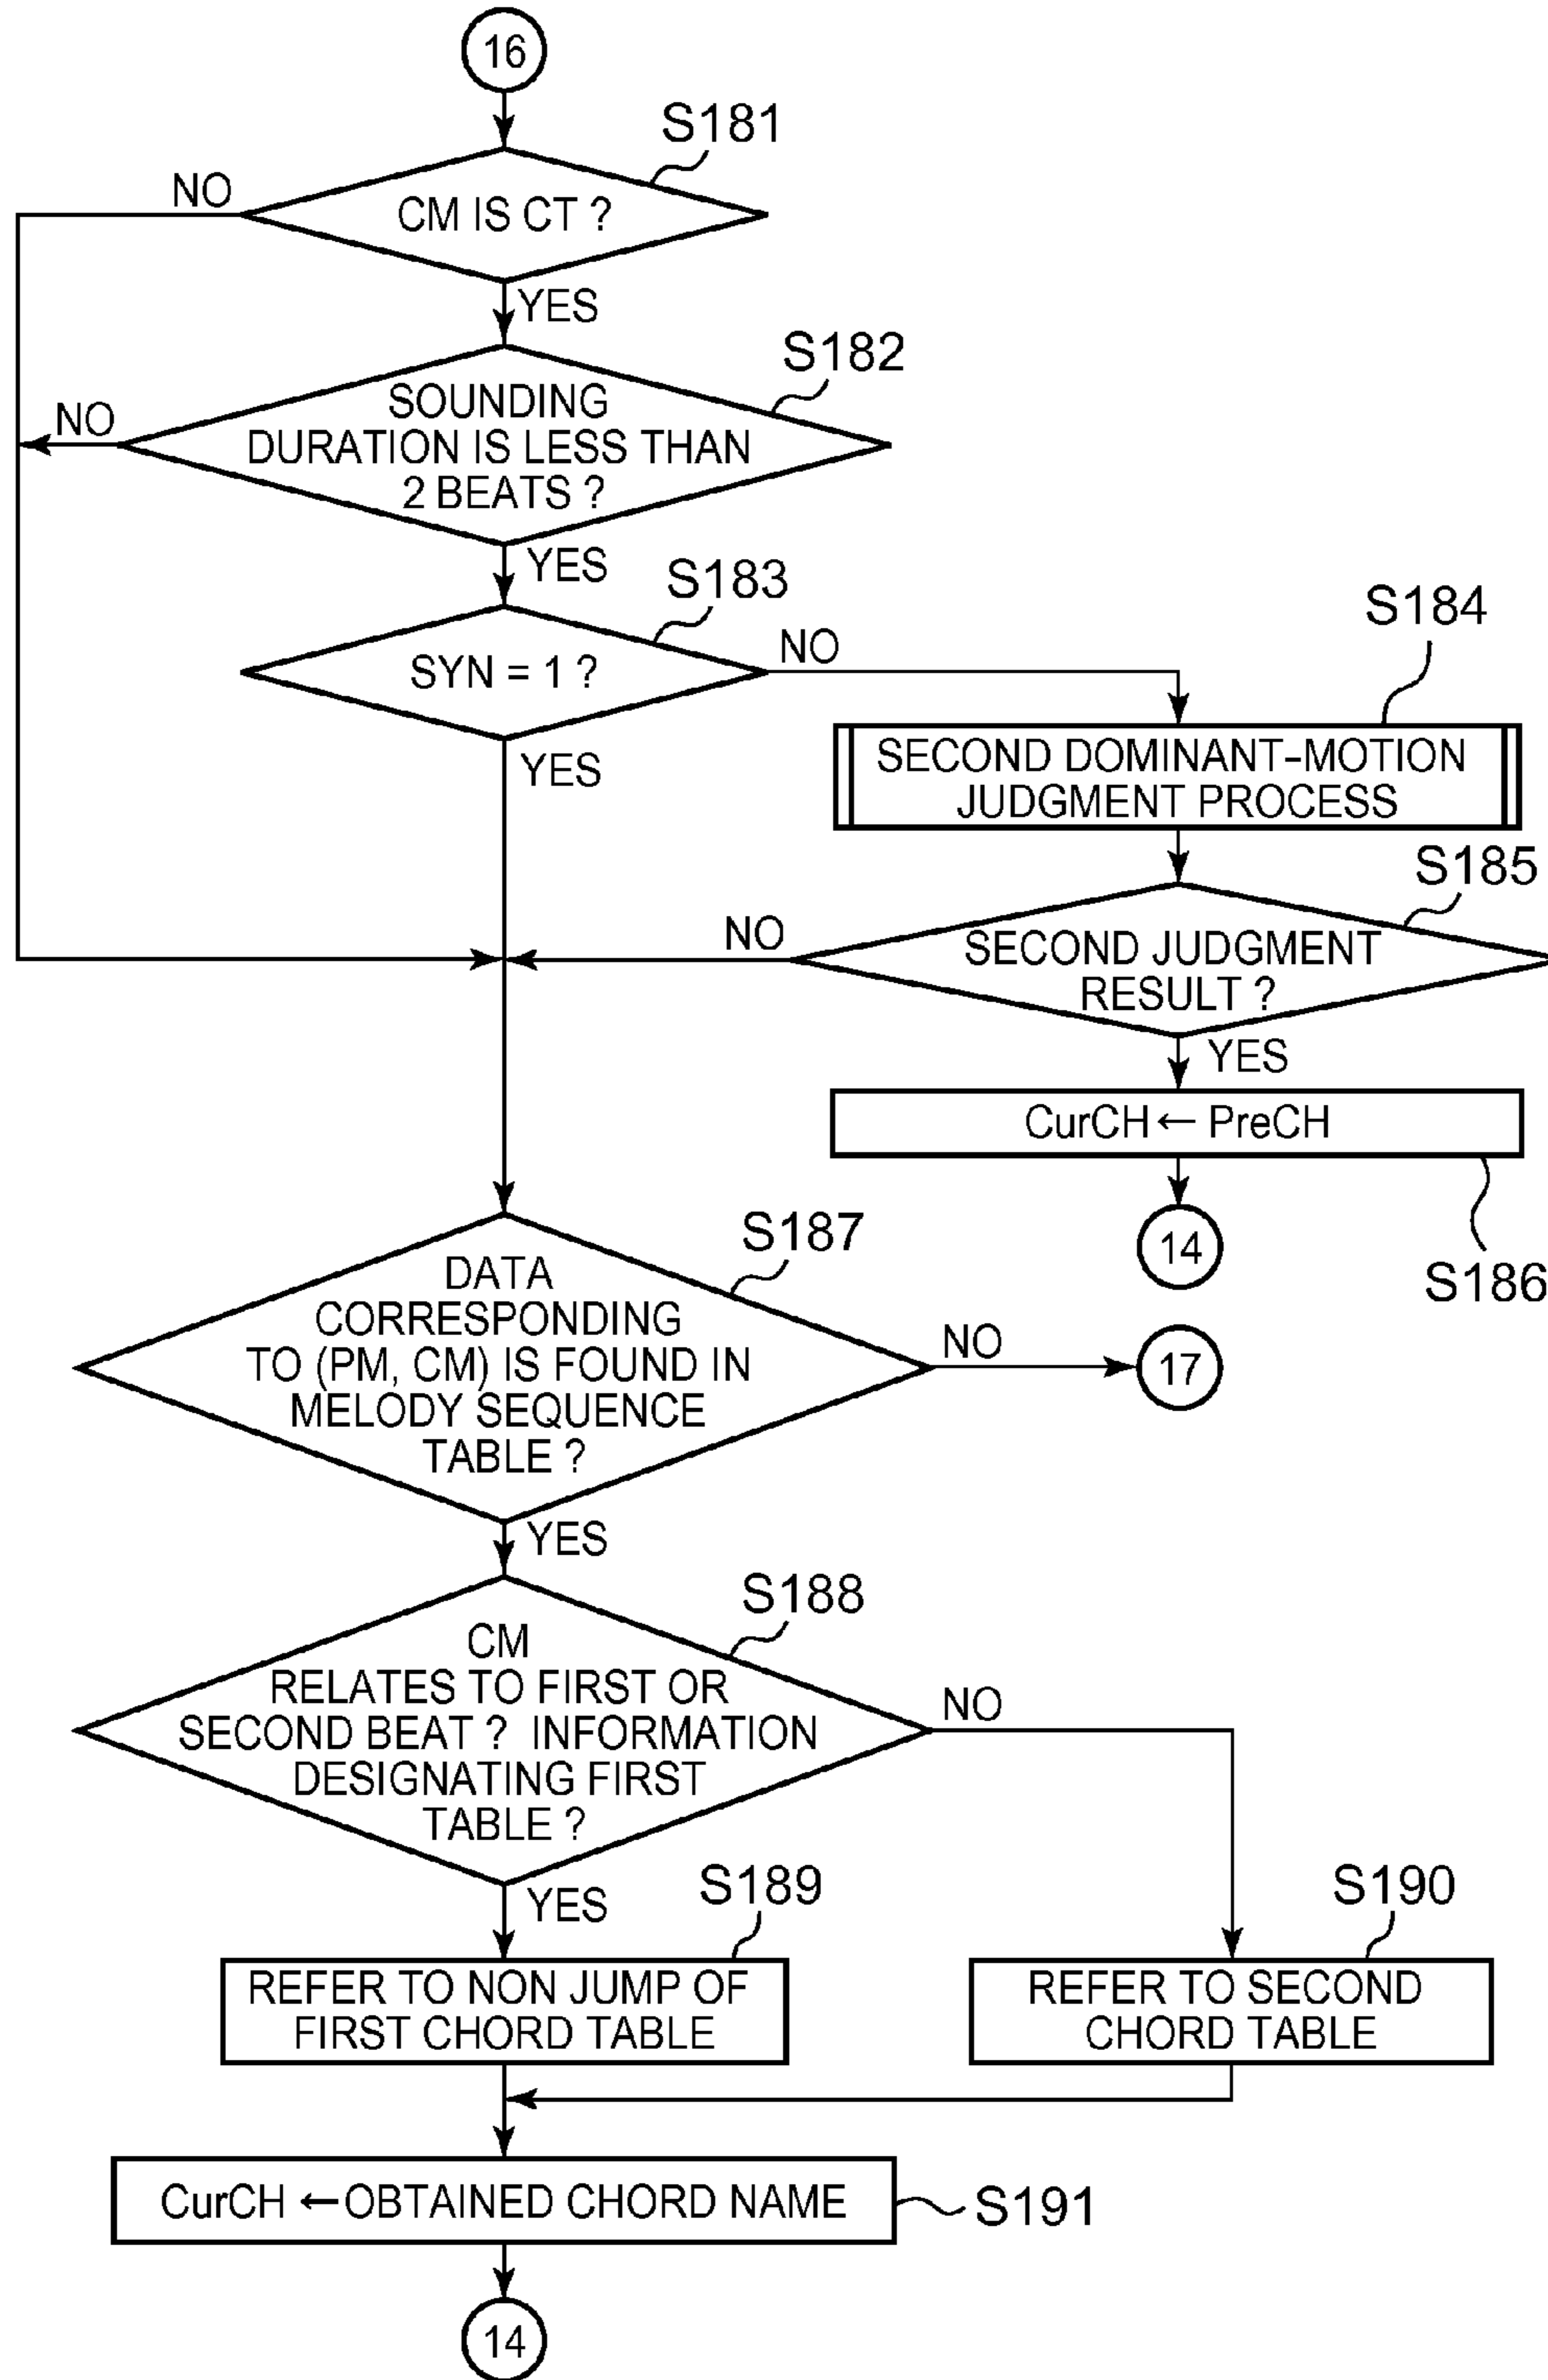 16
S181
NO
CM IS CT ?
YES
S182
NO
SOUNDING
DURATION IS LESS THAN
2 BEATS ?
YES
S183
SYN = 1 ?
NO
YES
S184
SECOND DOMINANT-MOTION
JUDGMENT PROCESS
S185
NO
SECOND JUDGMENT
RESULT ?
YES
CurCH ← PreCH
14
S186
S187
DATA
CORRESPONDING
TO (PM, CM) IS FOUND IN
MELODY SEQUENCE
TABLE ?
NO
17
YES
S188
CM
RELATES TO FIRST OR
SECOND BEAT ? INFORMATION
DESIGNATING FIRST
TABLE ?
NO
YES
S189
REFER TO NON JUMP OF
FIRST CHORD TABLE
S190
REFER TO SECOND
CHORD TABLE
CurCH ← OBTAINED CHORD NAME
S191
14